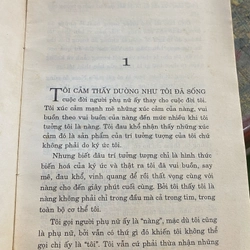 1
TÔI CẢM THẤY DƯỜNG NHƯ TÔI ĐÃ SỐNG
cuộc đời người phụ nữ ấy thay cho cuộc đời tôi.
Tôi xúc cảm mạnh mẽ những xúc cảm của nàng, vui
buồn theo vui buồn của nàng đến mức nhiều khi tôi
tưởng tôi là nàng. Tôi đau khổ nhận thấy những xúc
cảm đó là sản phẩm của trí tưởng tượng của tôi chứ
không phải do kí ức.
Nhưng biết đâu trí tưởng tượng chỉ là hình thức
biến hoá của kí ức và thật ra tôi đã vui buồn, say
mê, đau khổ, vinh quang để rồi thất vọng cùng với
nàng cho đến giây phút cuối cùng. Bởi tôi thấy tôi là
nàng không phải chỉ trong đầu mà cả trong tim, trong
toàn bộ cơ thể tôi.
Tôi gọi người phụ nữ ấy là "nàng", mặc dù tôi cũng
là phụ nữ, bởi vẫn có thứ gì đó khiến tôi không thể
gọi chị ấy là "tôi". Tôi vẫn cứ phải thừa nhận những